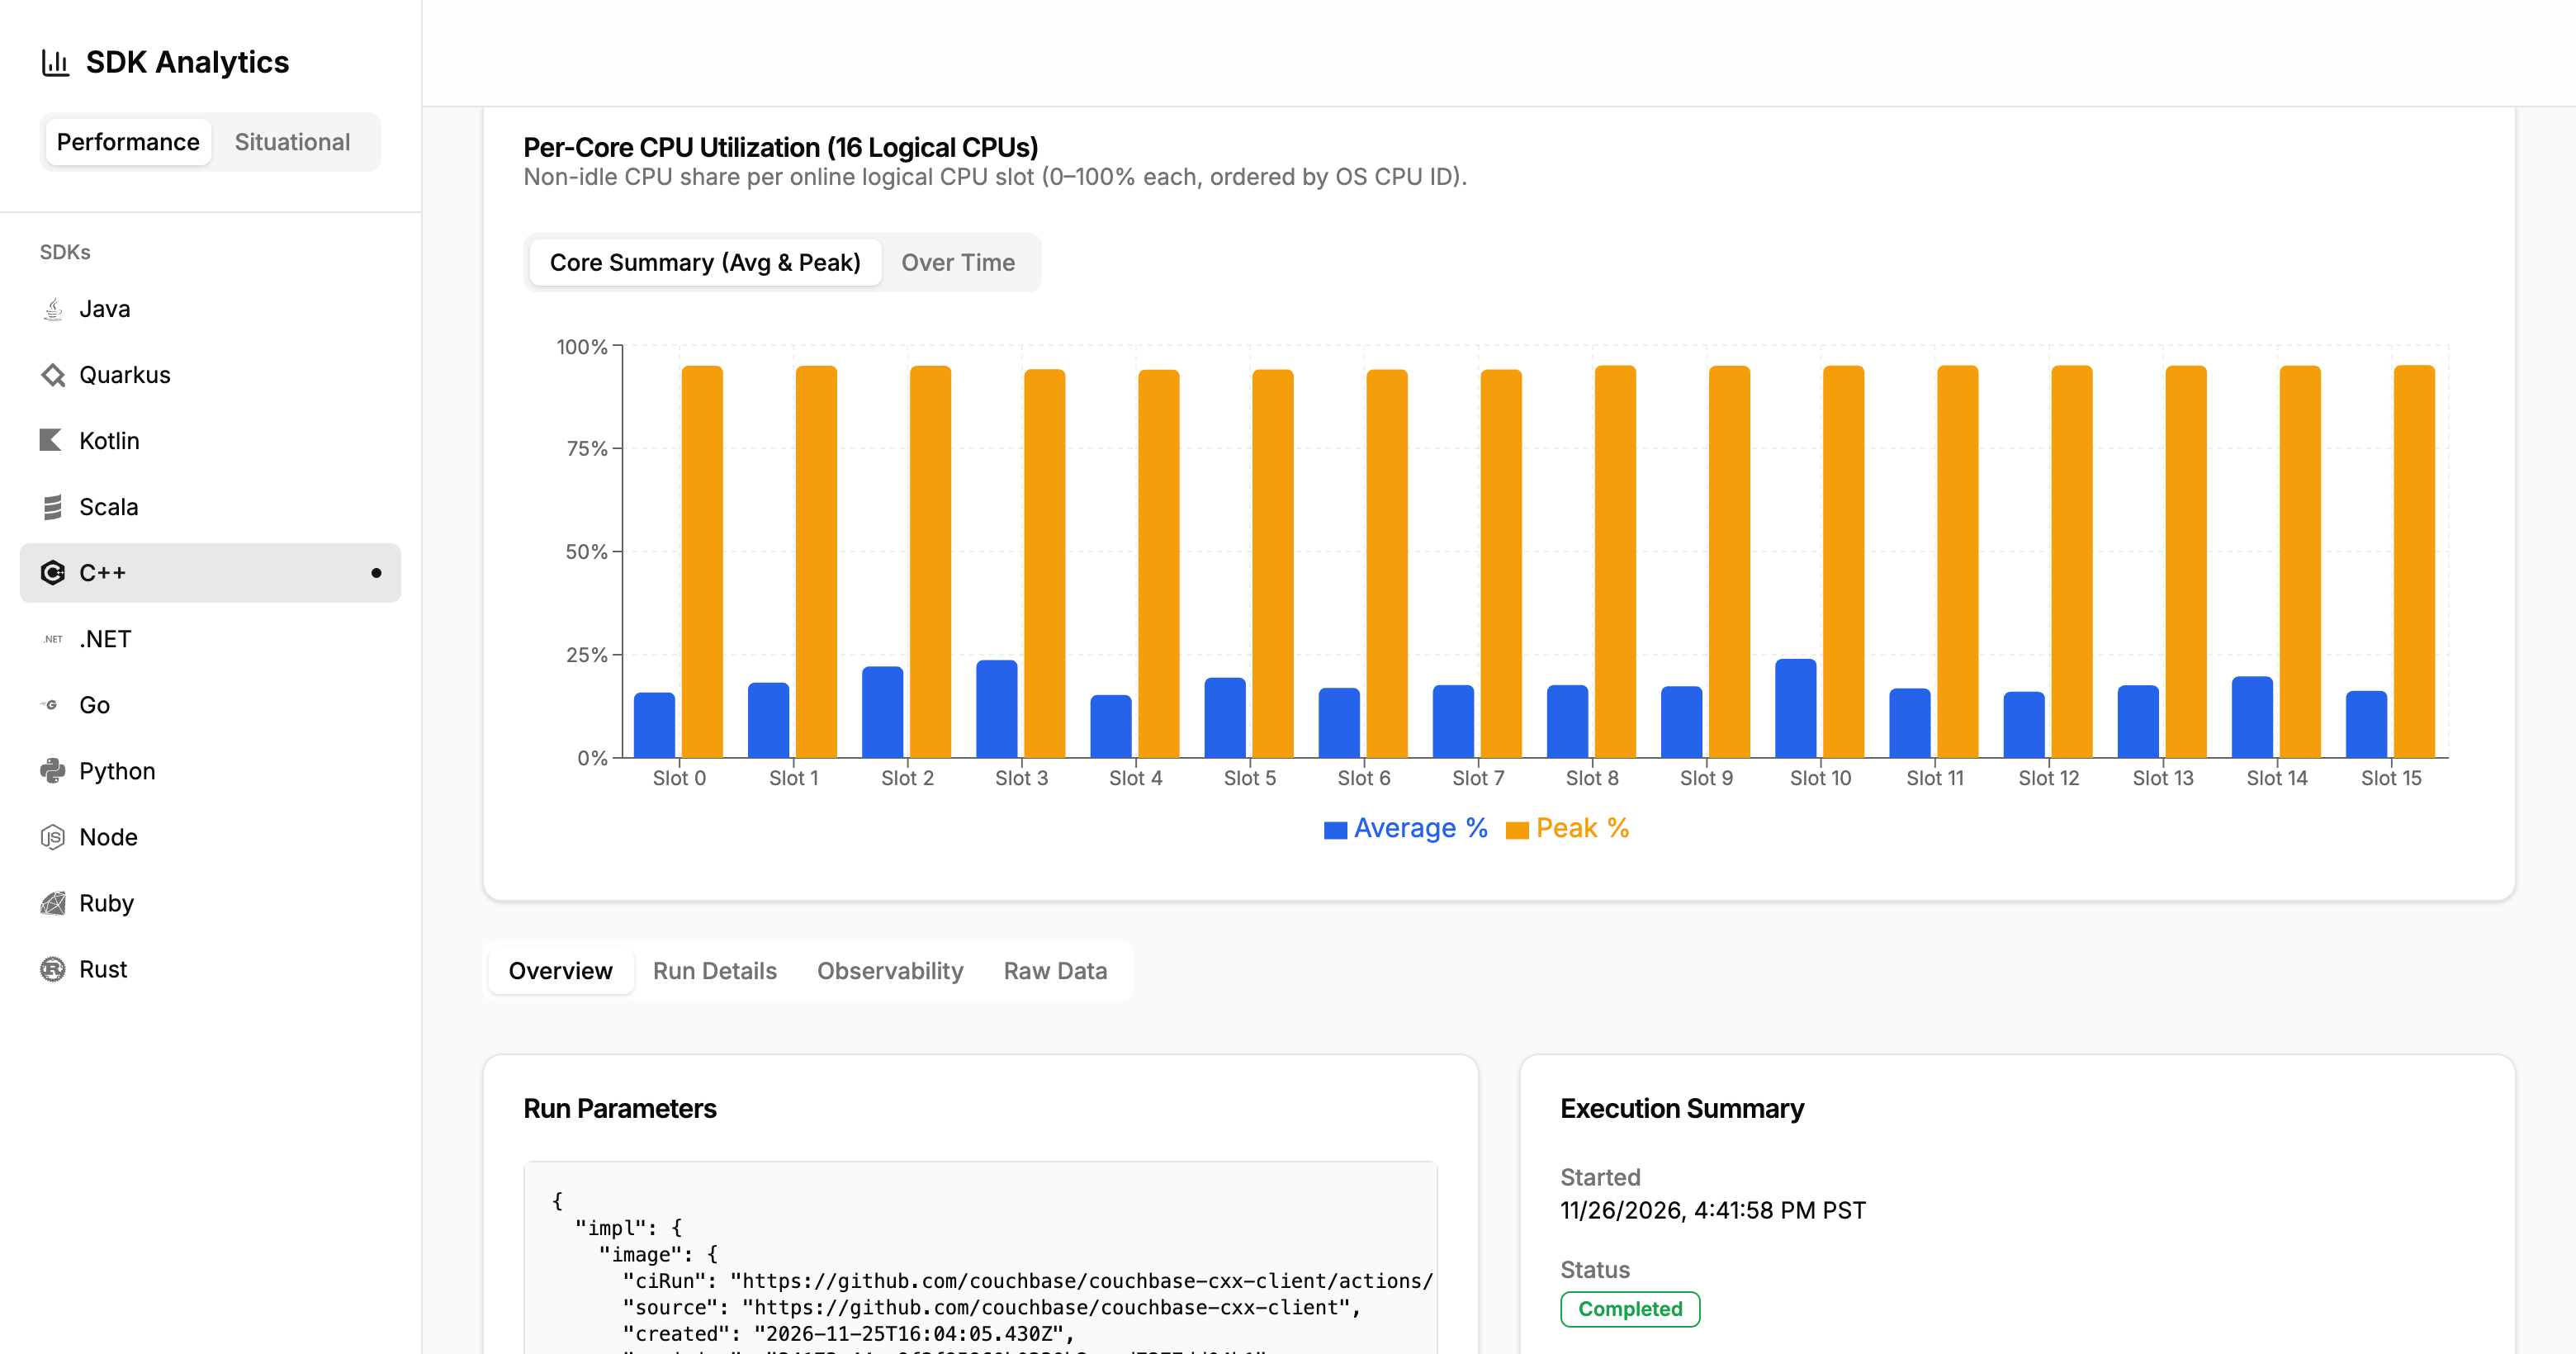 SDK Analytics
Performance
Situational
SDKs
Java
Quarkus
Kotlin
Scala
C++
.NET
.NET
Go
Python
Node
Ruby
Rust
Per-Core CPU Utilization (16 Logical CPUs)
Non-idle CPU share per online logical CPU slot (0–100% each, ordered by OS CPU ID).
Core Summary (Avg & Peak)
Over Time
100%
75%
50%
25%
0%
Slot 0
Slot 1
Slot 2
Slot 3
Slot 4
Slot 5
Slot 6
Slot 7
Slot 8
Slot 9
Slot 10
Slot 11
Slot 12
Slot 13
Slot 14
Slot 15
Average %
Peak %
Overview
Run Details
Observability
Raw Data
Run Parameters
{
"impl": {
"image": {
"ciRun": "https://github.com/couchbase/couchbase-cxx-client/actions/
"source": "https://github.com/couchbase/couchbase-cxx-client",
"created": "2026-11-25T16:04:05.430Z",
Execution Summary
Started
11/26/2026, 4:41:58 PM PST
Status
Completed